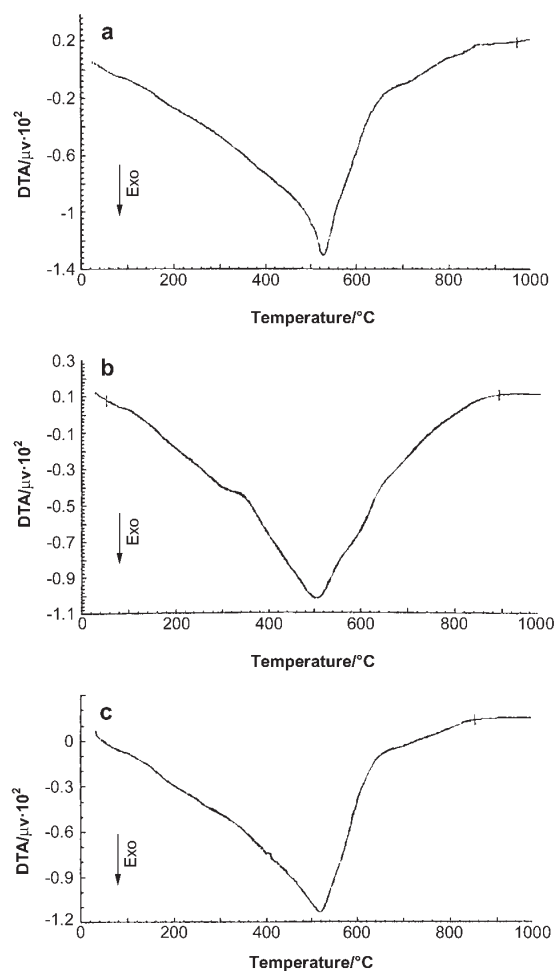 a
0.2
-0.2
-0.6
-1
-1.4
DTA/µv·10²
Exo
0 200 400 600 800 1000
Temperature/°C
b
0.3
0.1
-0.1
-0.3
-0.5
-0.7
-0.9
-1.1
DTA/µv·10²
Exo
0 200 400 600 800 1000
Temperature/°C
c
0
-0.3
-0.6
-0.9
-1.2
DTA/µv·10²
Exo
0 200 400 600 800 1000
Temperature/°C